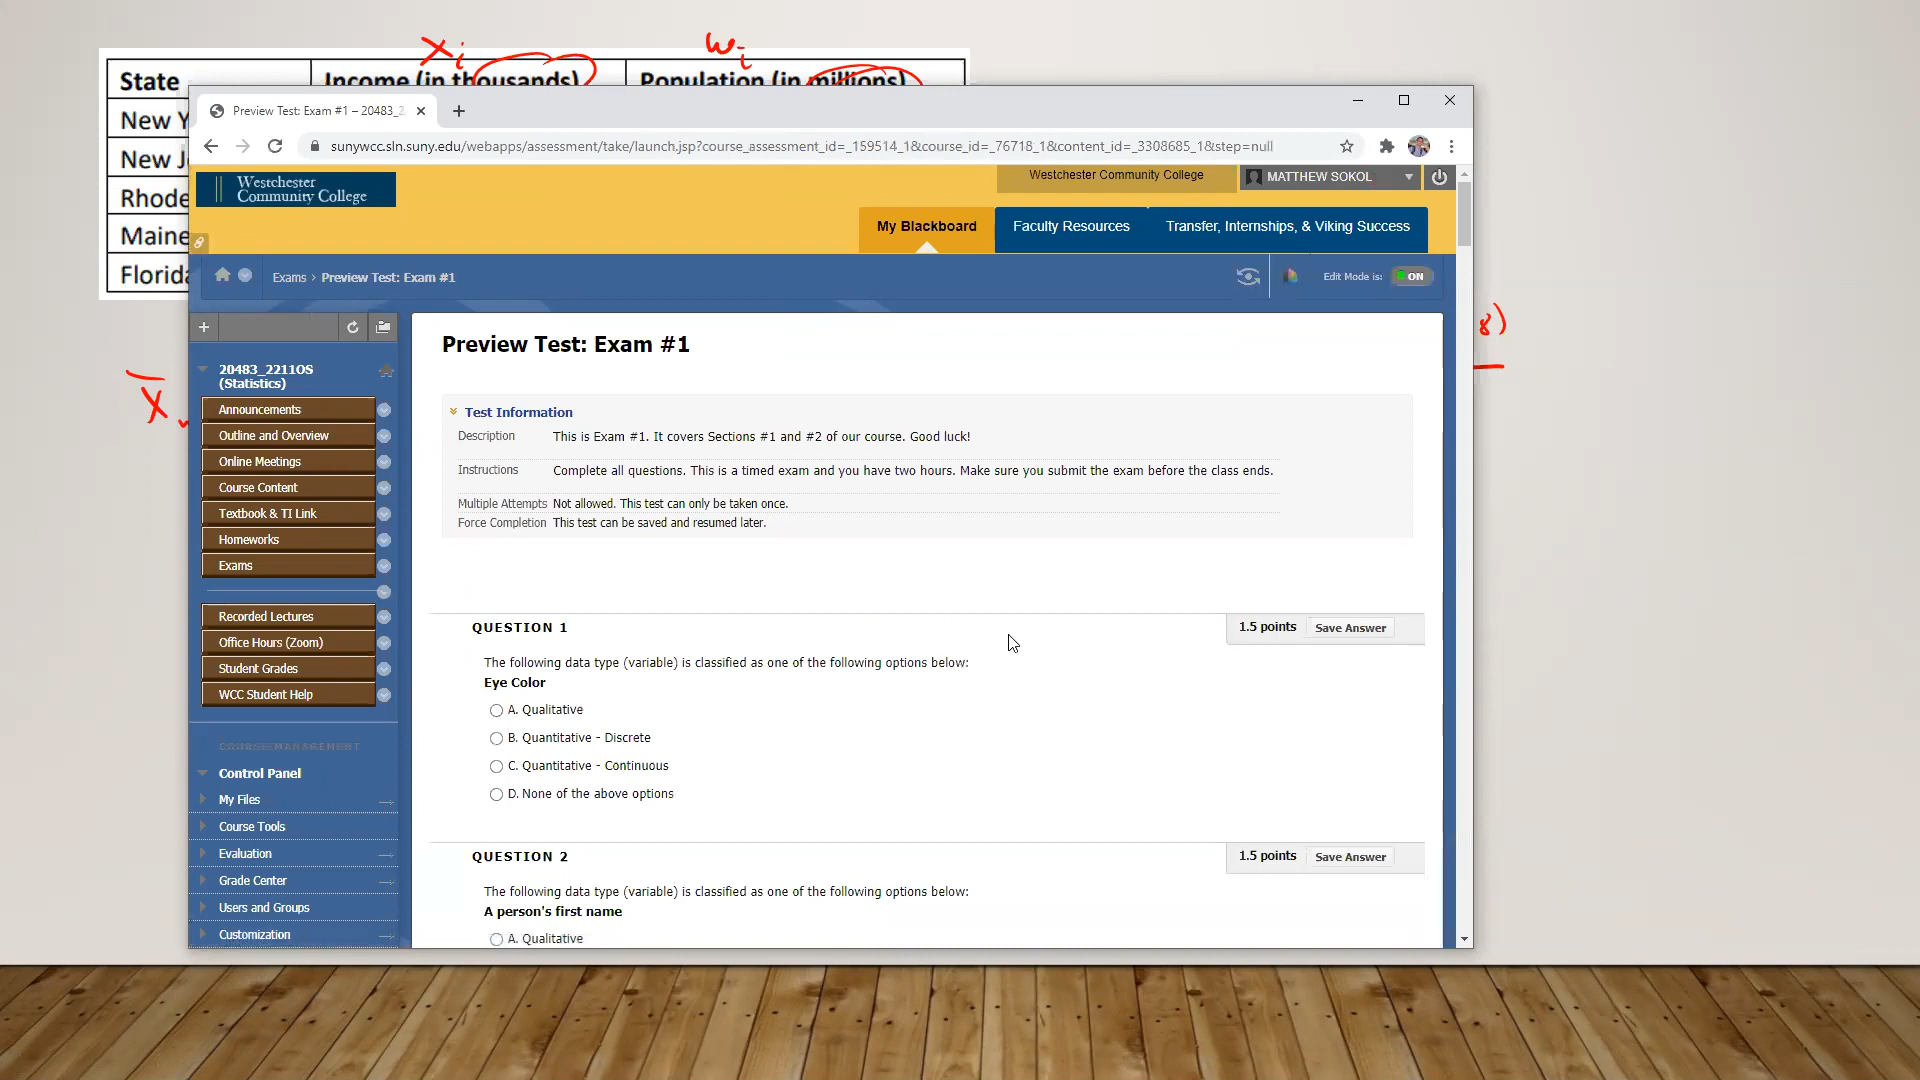 xi
wi
State
Income (in thousands)
Population (in millions)
New Y
New Je
Rhode
Maine
Florida
x̄
8)
Preview Test: Exam #1 – 20483_2
sunywcc.sln.suny.edu/webapps/assessment/take/launch.jsp?course_assessment_id=_159514_1&course_id=_76718_1&content_id=_3308685_1&step=null
Westchester
Community College
Westchester Community College
MATTHEW SOKOL
My Blackboard
Faculty Resources
Transfer, Internships, & Viking Success
Exams > Preview Test: Exam #1
Edit Mode is:
ON
20483_2211OS
(Statistics)
Announcements
Outline and Overview
Online Meetings
Course Content
Textbook & TI Link
Homeworks
Exams
Recorded Lectures
Office Hours (Zoom)
Student Grades
WCC Student Help
COURSE MANAGEMENT
Control Panel
My Files
Course Tools
Evaluation
Grade Center
Users and Groups
Customization
Preview Test: Exam #1
Test Information
Description This is Exam #1. It covers Sections #1 and #2 of our course. Good luck!
Instructions Complete all questions. This is a timed exam and you have two hours. Make sure you submit the exam before the class ends.
Multiple Attempts Not allowed. This test can only be taken once.
Force Completion This test can be saved and resumed later.
QUESTION 1
1.5 points
Save Answer
The following data type (variable) is classified as one of the following options below:
Eye Color
A. Qualitative
B. Quantitative - Discrete
C. Quantitative - Continuous
D. None of the above options
QUESTION 2
1.5 points
Save Answer
The following data type (variable) is classified as one of the following options below:
A person's first name
A. Qualitative